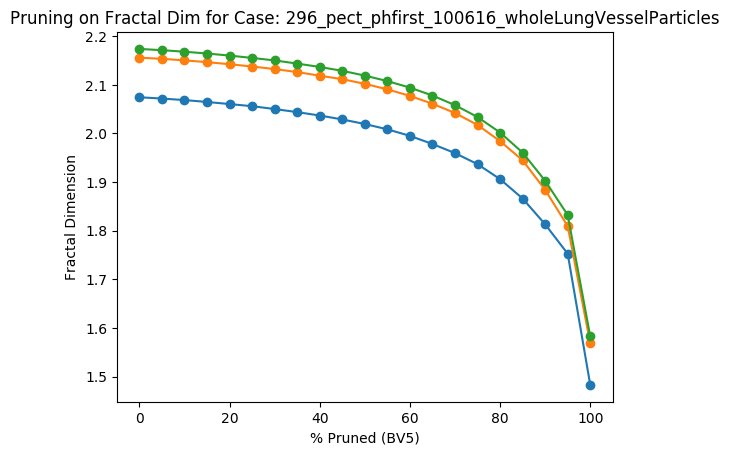 Pruning on Fractal Dim for Case: 296_pect_phfirst_100616_wholeLungVesselParticles
2.2
2.1
2.0
1.9
1.8
1.7
1.6
1.5
Fractal Dimension
0 20 40 60 80 100
% Pruned (BV5)